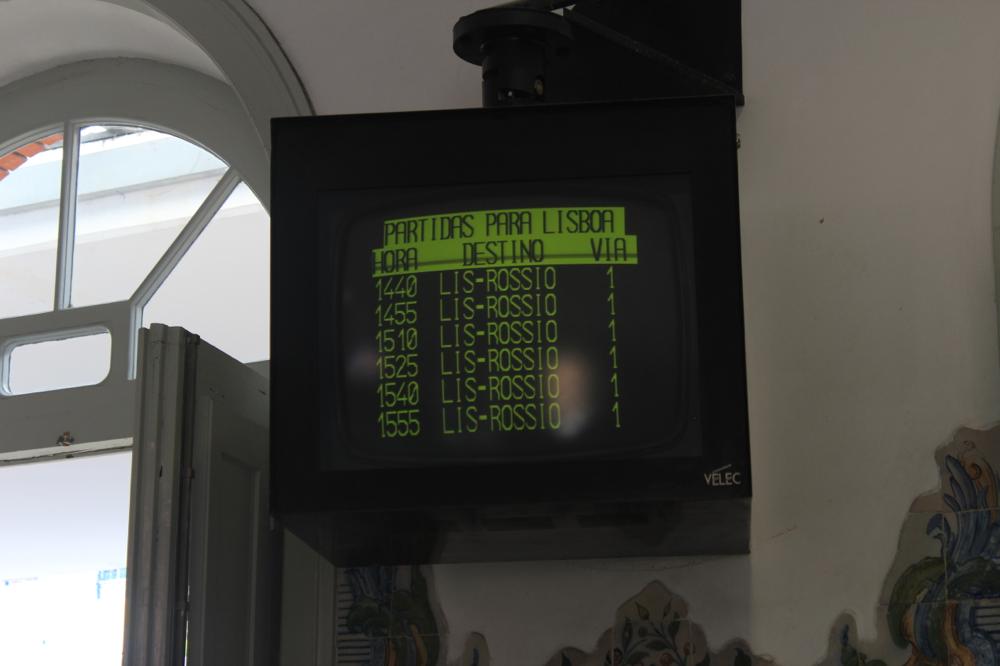 PARTIDAS PARA LISBOA
HORA DESTINO VIA
1440 LIS-ROSSIO 1
1455 LIS-ROSSIO 1
1510 LIS-ROSSIO 1
1525 LIS-ROSSIO 1
1540 LIS-ROSSIO 1
1555 LIS-ROSSIO 1
VELEC